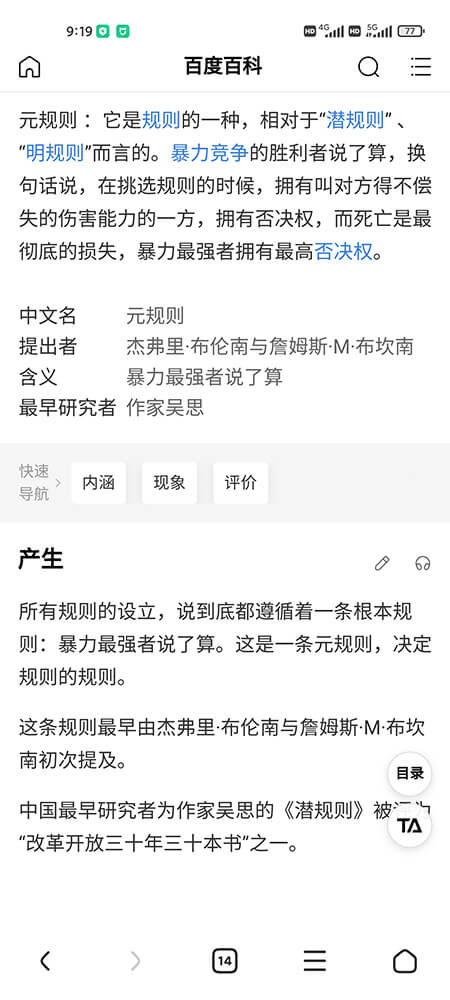 9:19
HD 4G HD 5G 77
百度百科
元规则 ：它是规则的一种，相对于“潜规则” 、
“明规则”而言的。暴力竞争的胜利者说了算，换
句话说，在挑选规则的时候，拥有叫对方得不偿
失的伤害能力的一方，拥有否决权，而死亡是最
彻底的损失，暴力最强者拥有最高否决权。
中文名 元规则
提出者 杰弗里·布伦南与詹姆斯·M·布坎南
含义 暴力最强者说了算
最早研究者 作家吴思
快速
导航
内涵 现象 评价
产生
所有规则的设立，说到底都遵循着一条根本规
则：暴力最强者说了算。这是一条元规则，决定
规则的规则。
这条规则最早由杰弗里·布伦南与詹姆斯·M·布坎
南初次提及。
目录
中国最早研究者为作家吴思的《潜规则》被
TA
“改革开放三十年三十本书”之一。
14